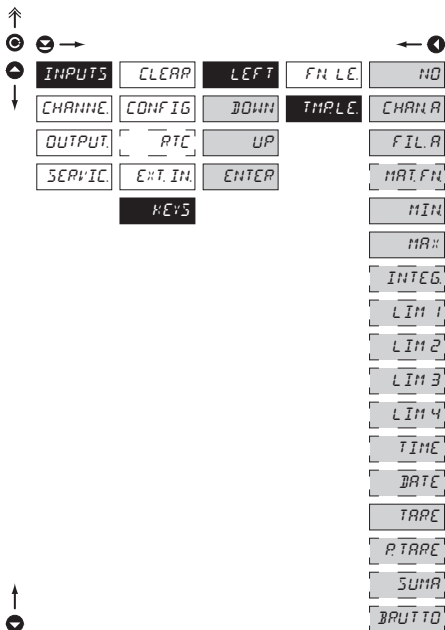 INPUTS CLEAR LEFT FN. LE. NO
CHANNE. CONFIG DOWN TMP.LE. CHAN. A
OUTPUT. RTC UP FIL. A
SERVIC. EXT. IN. ENTER MAT. FN.
KEYS MIN.
MAX
INTEG.
LIM 1
LIM 2
LIM 3
LIM 4
TIME
DATE
TARE
P. TARE
SUMA
BRUTTO